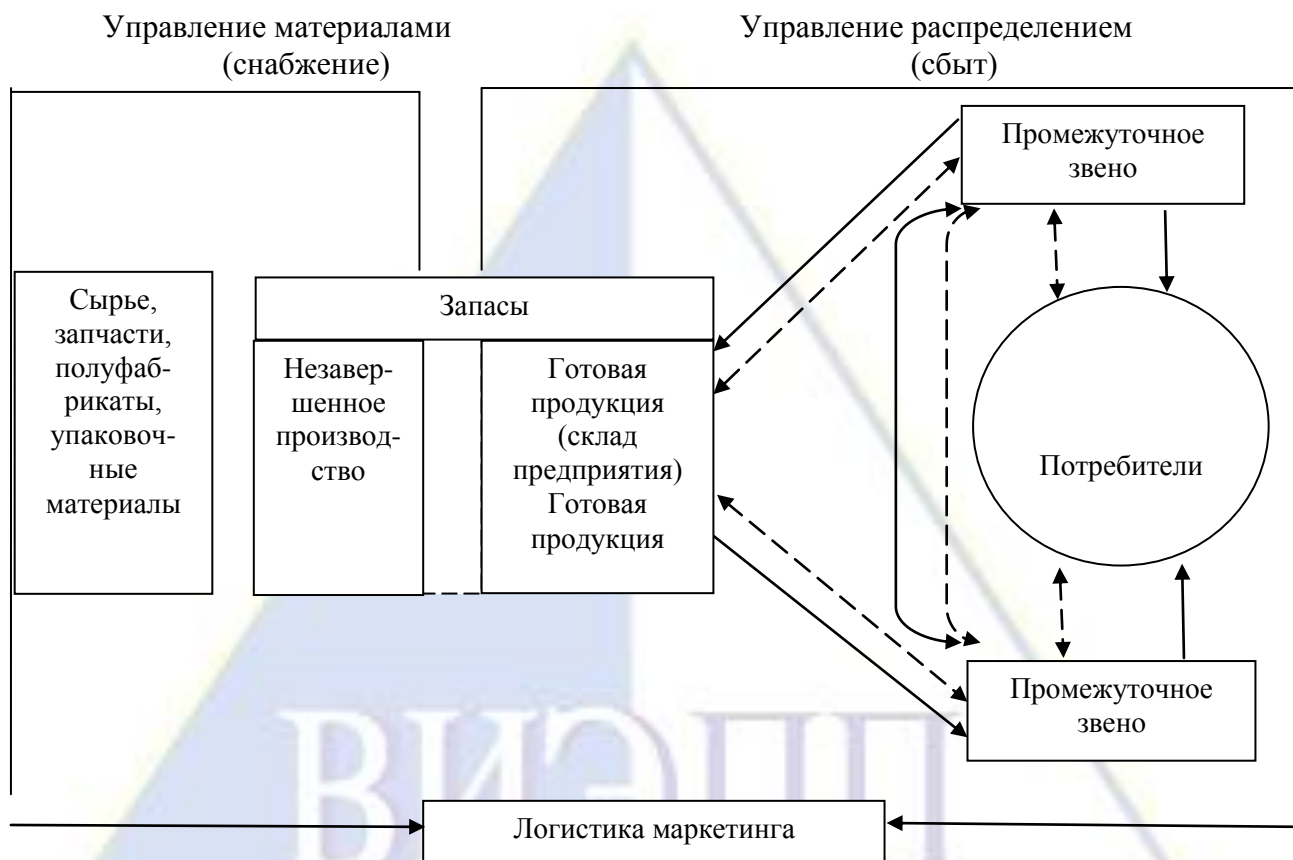 Управление материалами
(снабжение)
Управление распределением
(сбыт)
Промежуточное
звено
Сырье,
запчасти,
полуфаб-
рикаты,
упаковоч-
ные
материалы
Запасы
Незавер-
шенное
производ-
ство
Готовая
продукция
(склад
предприятия)
Готовая
продукция
Потребители
Промежуточное
звено
ВИЭПП
Логистика маркетинга